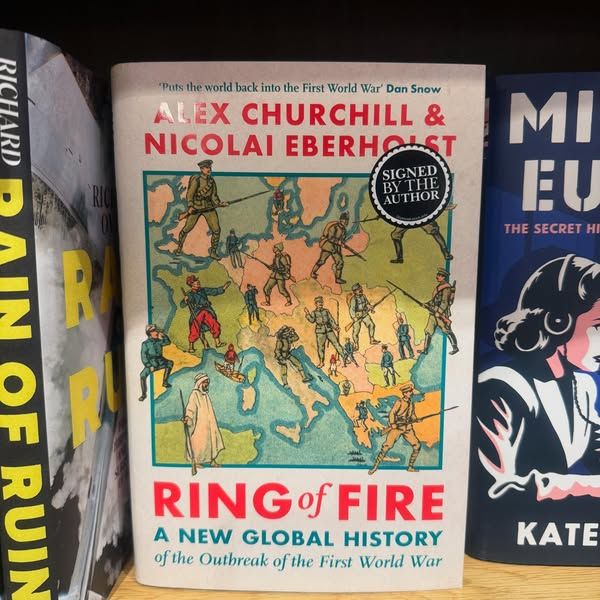 RICHARD
RAIN OF RUIN
'Puts the world back into the First World War' Dan Snow
ALEX CHURCHILL &
NICOLAI EBERHOLST
SIGNED
BY THE
AUTHOR
RING of FIRE
A NEW GLOBAL HISTORY
of the Outbreak of the First World War
MI
EU
THE SECRET HI
KATE